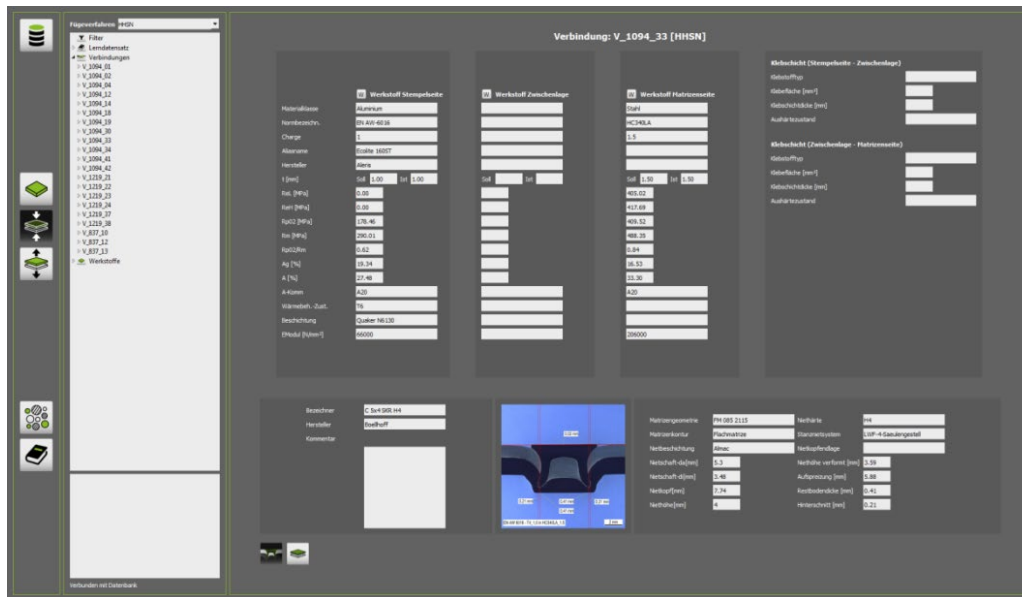 Fügeverfahren HHSN
Filter
Lerndatensatz
Verbindungen
V_1094_01
V_1094_02
V_1094_04
V_1094_12
V_1094_14
V_1094_18
V_1094_19
V_1094_30
V_1094_33
V_1094_34
V_1094_41
V_1094_42
V_1219_21
V_1219_22
V_1219_23
V_1219_24
V_1219_37
V_1219_38
V_837_10
V_837_12
V_837_13
Werkstoffe
Verbunden mit Datenbank
Verbindung: V_1094_33 [HHSN]
W Werkstoff Stempelseite W Werkstoff Zwischenlage W Werkstoff Matrizenseite
Materialklasse Aluminium Stahl
Normbezeichn. EN AW-6016 HC340LA
Charge 1 1.5
Aliasname Ecolite 160ST
Hersteller Aleris
t [mm] Soll 1.00 Ist 1.00 Soll Ist Soll 1.50 Ist 1.50
ReL [MPa] 0.00 405.02
ReH [MPa] 0.00 417.69
Rp02 [MPa] 178.46 409.52
Rm [MPa] 290.01 488.35
Rp02/Rm 0.62 0.84
Ag [%] 19.34 16.53
A [%] 27.48 33.30
A-Komm A20 A20
Wärmebeh.-Zust. T6
Beschichtung Quaker N6130
EModul [N/mm²] 66000 206000
Klebschicht (Stempelseite - Zwischenlage)
Klebstofftyp
Klebefläche [mm²]
Klebschichtdicke [mm]
Aushärtezustand
Klebschicht (Zwischenlage - Matrizenseite)
Klebstofftyp
Klebefläche [mm²]
Klebschichtdicke [mm]
Aushärtezustand
Bezeichner C 5x4 SKR H4
Hersteller Boellhoff
Kommentar
2 mm
Matrizengeometrie FM 085 2115 Niethärte H4
Matrizenkontur Flachmatrize Stanznietsystem LWF-4-Saeulengestell
Nietbeschichtung Almac Nietkopfendlage
Nietschaft-da[mm] 5.3 Niethöhe verformt [mm] 3.59
Nietschaft-di[mm] 3.48 Aufspreizung [mm] 5.88
Nietkopf[mm] 7.74 Restbodendicke [mm] 0.41
Niethöhe[mm] 4 Hinterschnitt [mm] 0.21